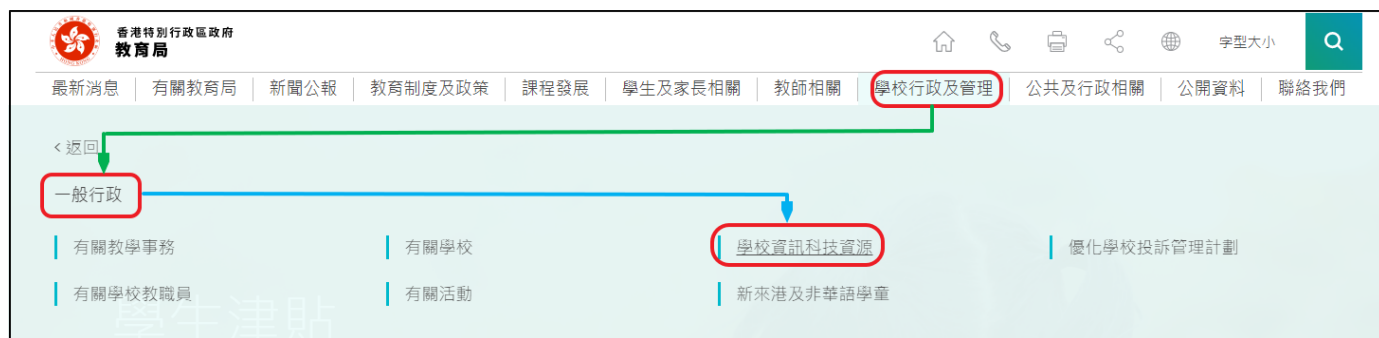 香港特別行政區政府
教育局
字型大小
最新消息 有關教育局 新聞公報 教育制度及政策 課程發展 學生及家長相關 教師相關 學校行政及管理 公共及行政相關 公開資料 聯絡我們
<返回
一般行政
有關教學事務 有關學校 學校資訊科技資源 優化學校投訴管理計劃
有關學校教職員 有關活動 新來港及非華語學童
學生津貼